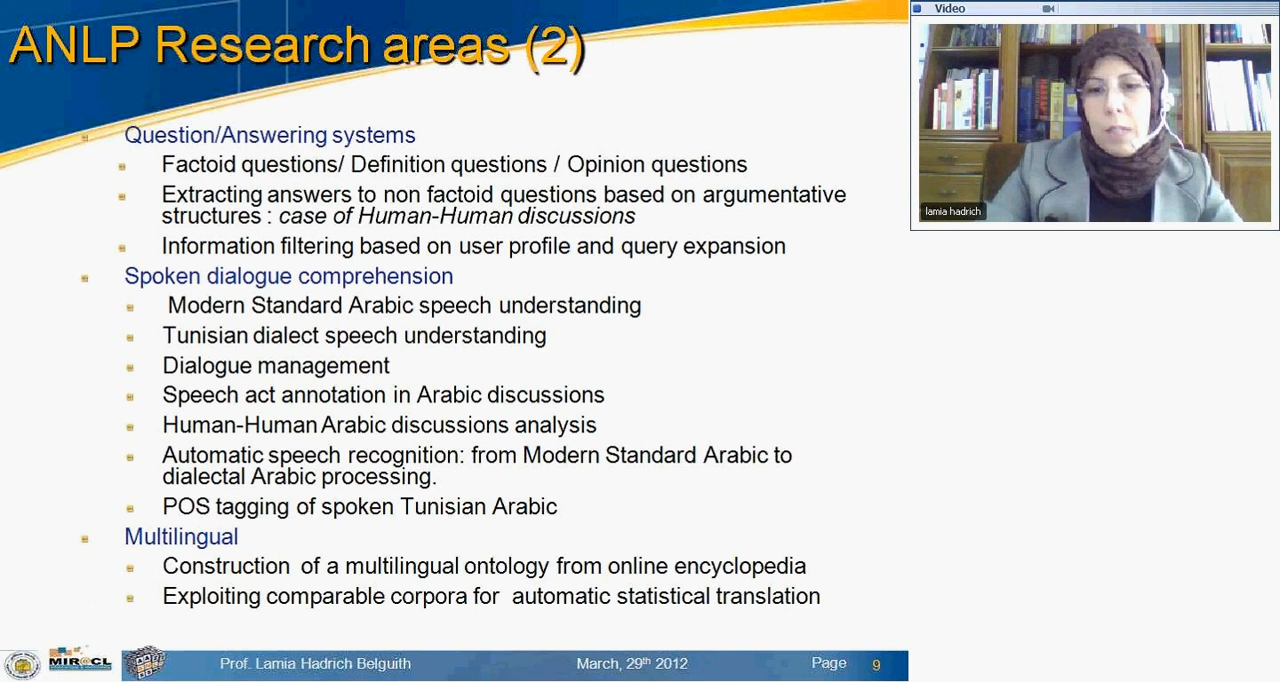 Video
ANLP Research areas (2)
Question/Answering systems
Factoid questions/ Definition questions / Opinion questions
Extracting answers to non factoid questions based on argumentative
structures : case of Human-Human discussions
Information filtering based on user profile and query expansion
Spoken dialogue comprehension
Modern Standard Arabic speech understanding
Tunisian dialect speech understanding
Dialogue management
Speech act annotation in Arabic discussions
Human-Human Arabic discussions analysis
Automatic speech recognition: from Modern Standard Arabic to
dialectal Arabic processing.
POS tagging of spoken Tunisian Arabic
Multilingual
Construction of a multilingual ontology from online encyclopedia
Exploiting comparable corpora for automatic statistical translation
lamia hadrich
MIR@CL
Prof. Lamia Hadrich Belguith March, 29th 2012 Page 9